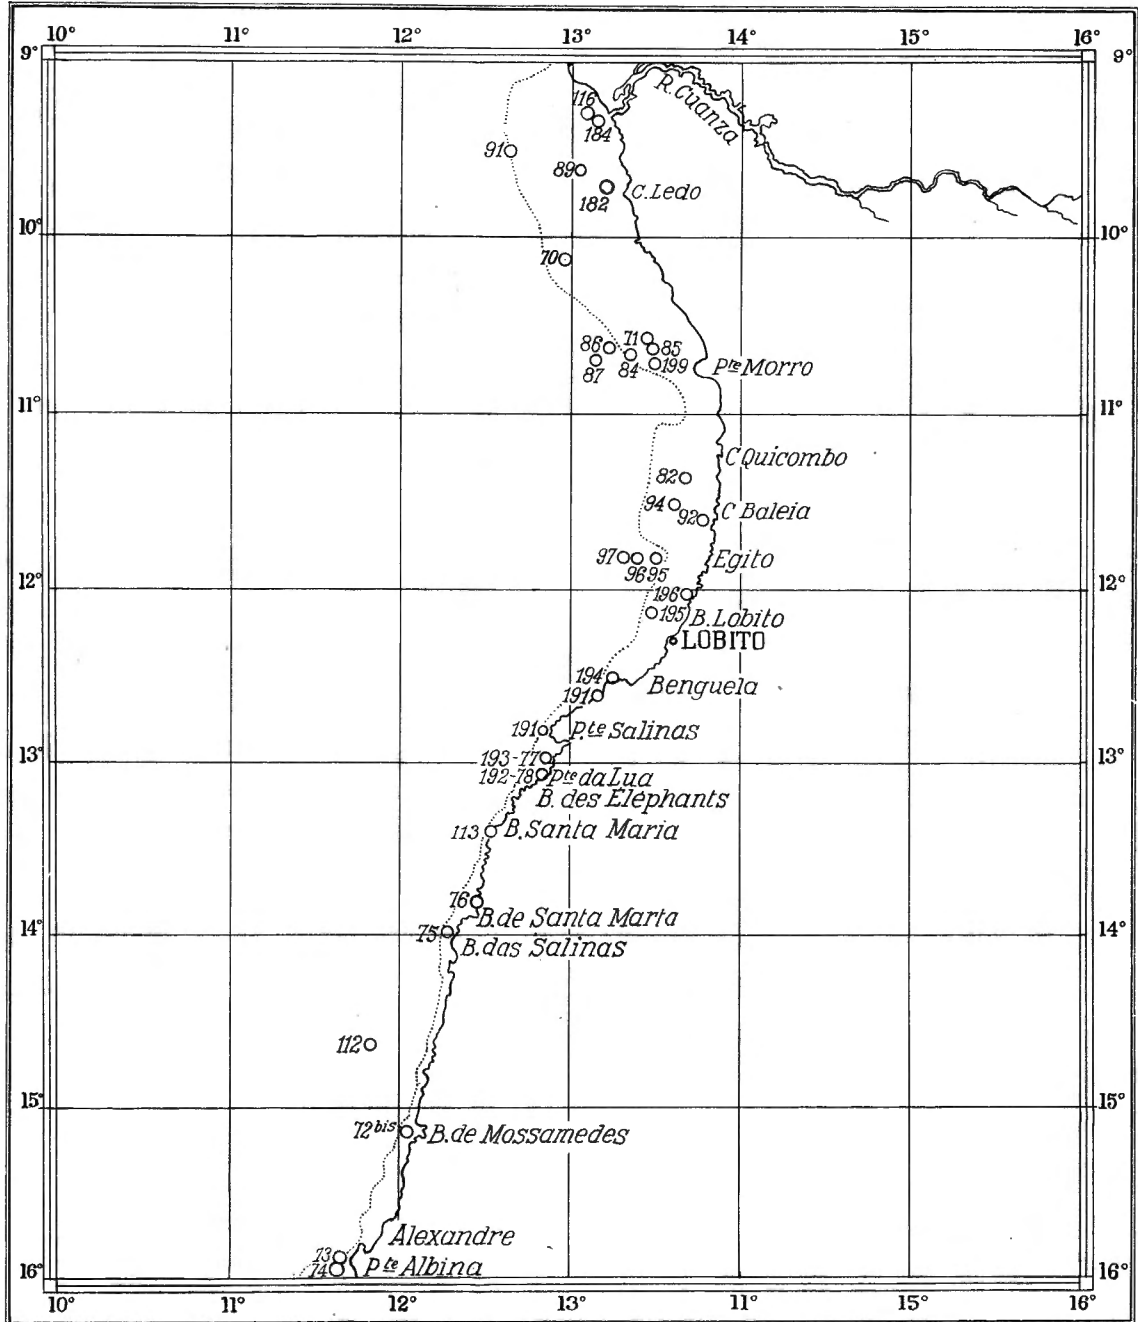 10° 11° 12° 13° 14° 15° 16°
9° 9°
R. Cuanza
116
184
91
89
182 C. Ledo
10° 10°
70
71
86 85
87 84 199 Pte Morro
11° 11°
C Quicombo
82
94
92 C Baleia
97 Egito
96 95
12° 12°
196
195 B. Lobito
LOBITO
194
191 Benguela
191 Pte Salinas
13° 13°
193-77
192-78 Pte da Lua
B. des Eléphants
113 B. Santa Maria
76 B. de Santa Marta
14° 14°
75 B. das Salinas
112
15° 15°
72 bis B. de Mossamedes
Alexandre
73
74 Pte Albina
16° 16°
10° 11° 12° 13° 11° 15° 16°